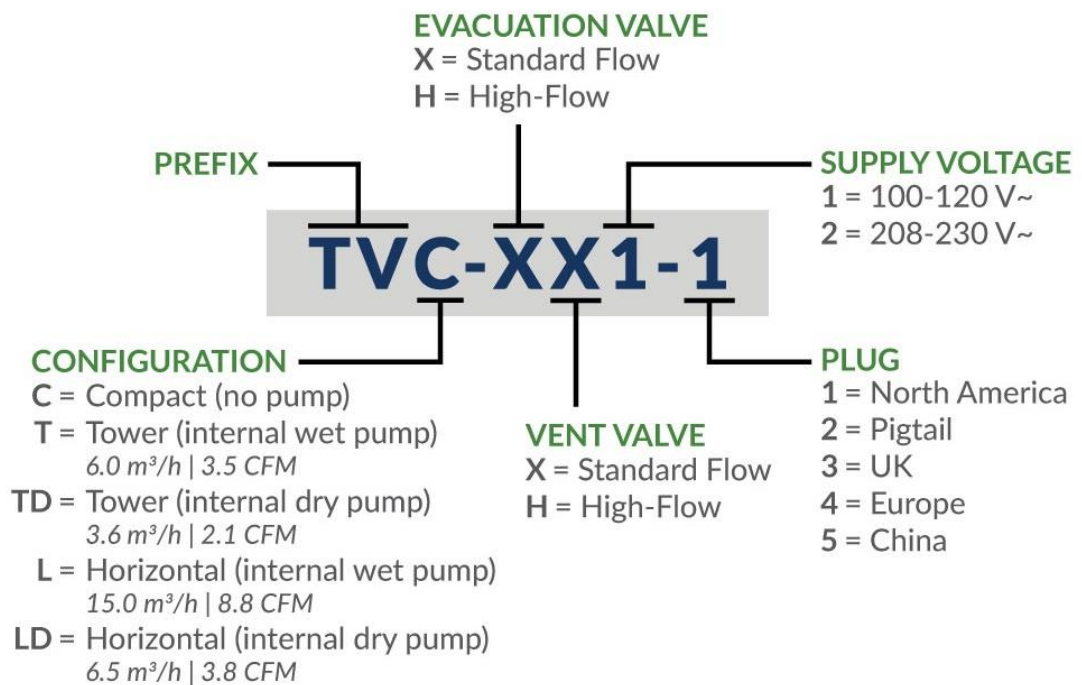 EVACUATION VALVE
X = Standard Flow
H = High-Flow
PREFIX
SUPPLY VOLTAGE
1 = 100-120 V~
2 = 208-230 V~
TVC-XX1-1
CONFIGURATION
C = Compact (no pump)
T = Tower (internal wet pump)
6.0 m³/h | 3.5 CFM
TD = Tower (internal dry pump)
3.6 m³/h | 2.1 CFM
L = Horizontal (internal wet pump)
15.0 m³/h | 8.8 CFM
LD = Horizontal (internal dry pump)
6.5 m³/h | 3.8 CFM
VENT VALVE
X = Standard Flow
H = High-Flow
PLUG
1 = North America
2 = Pigtail
3 = UK
4 = Europe
5 = China